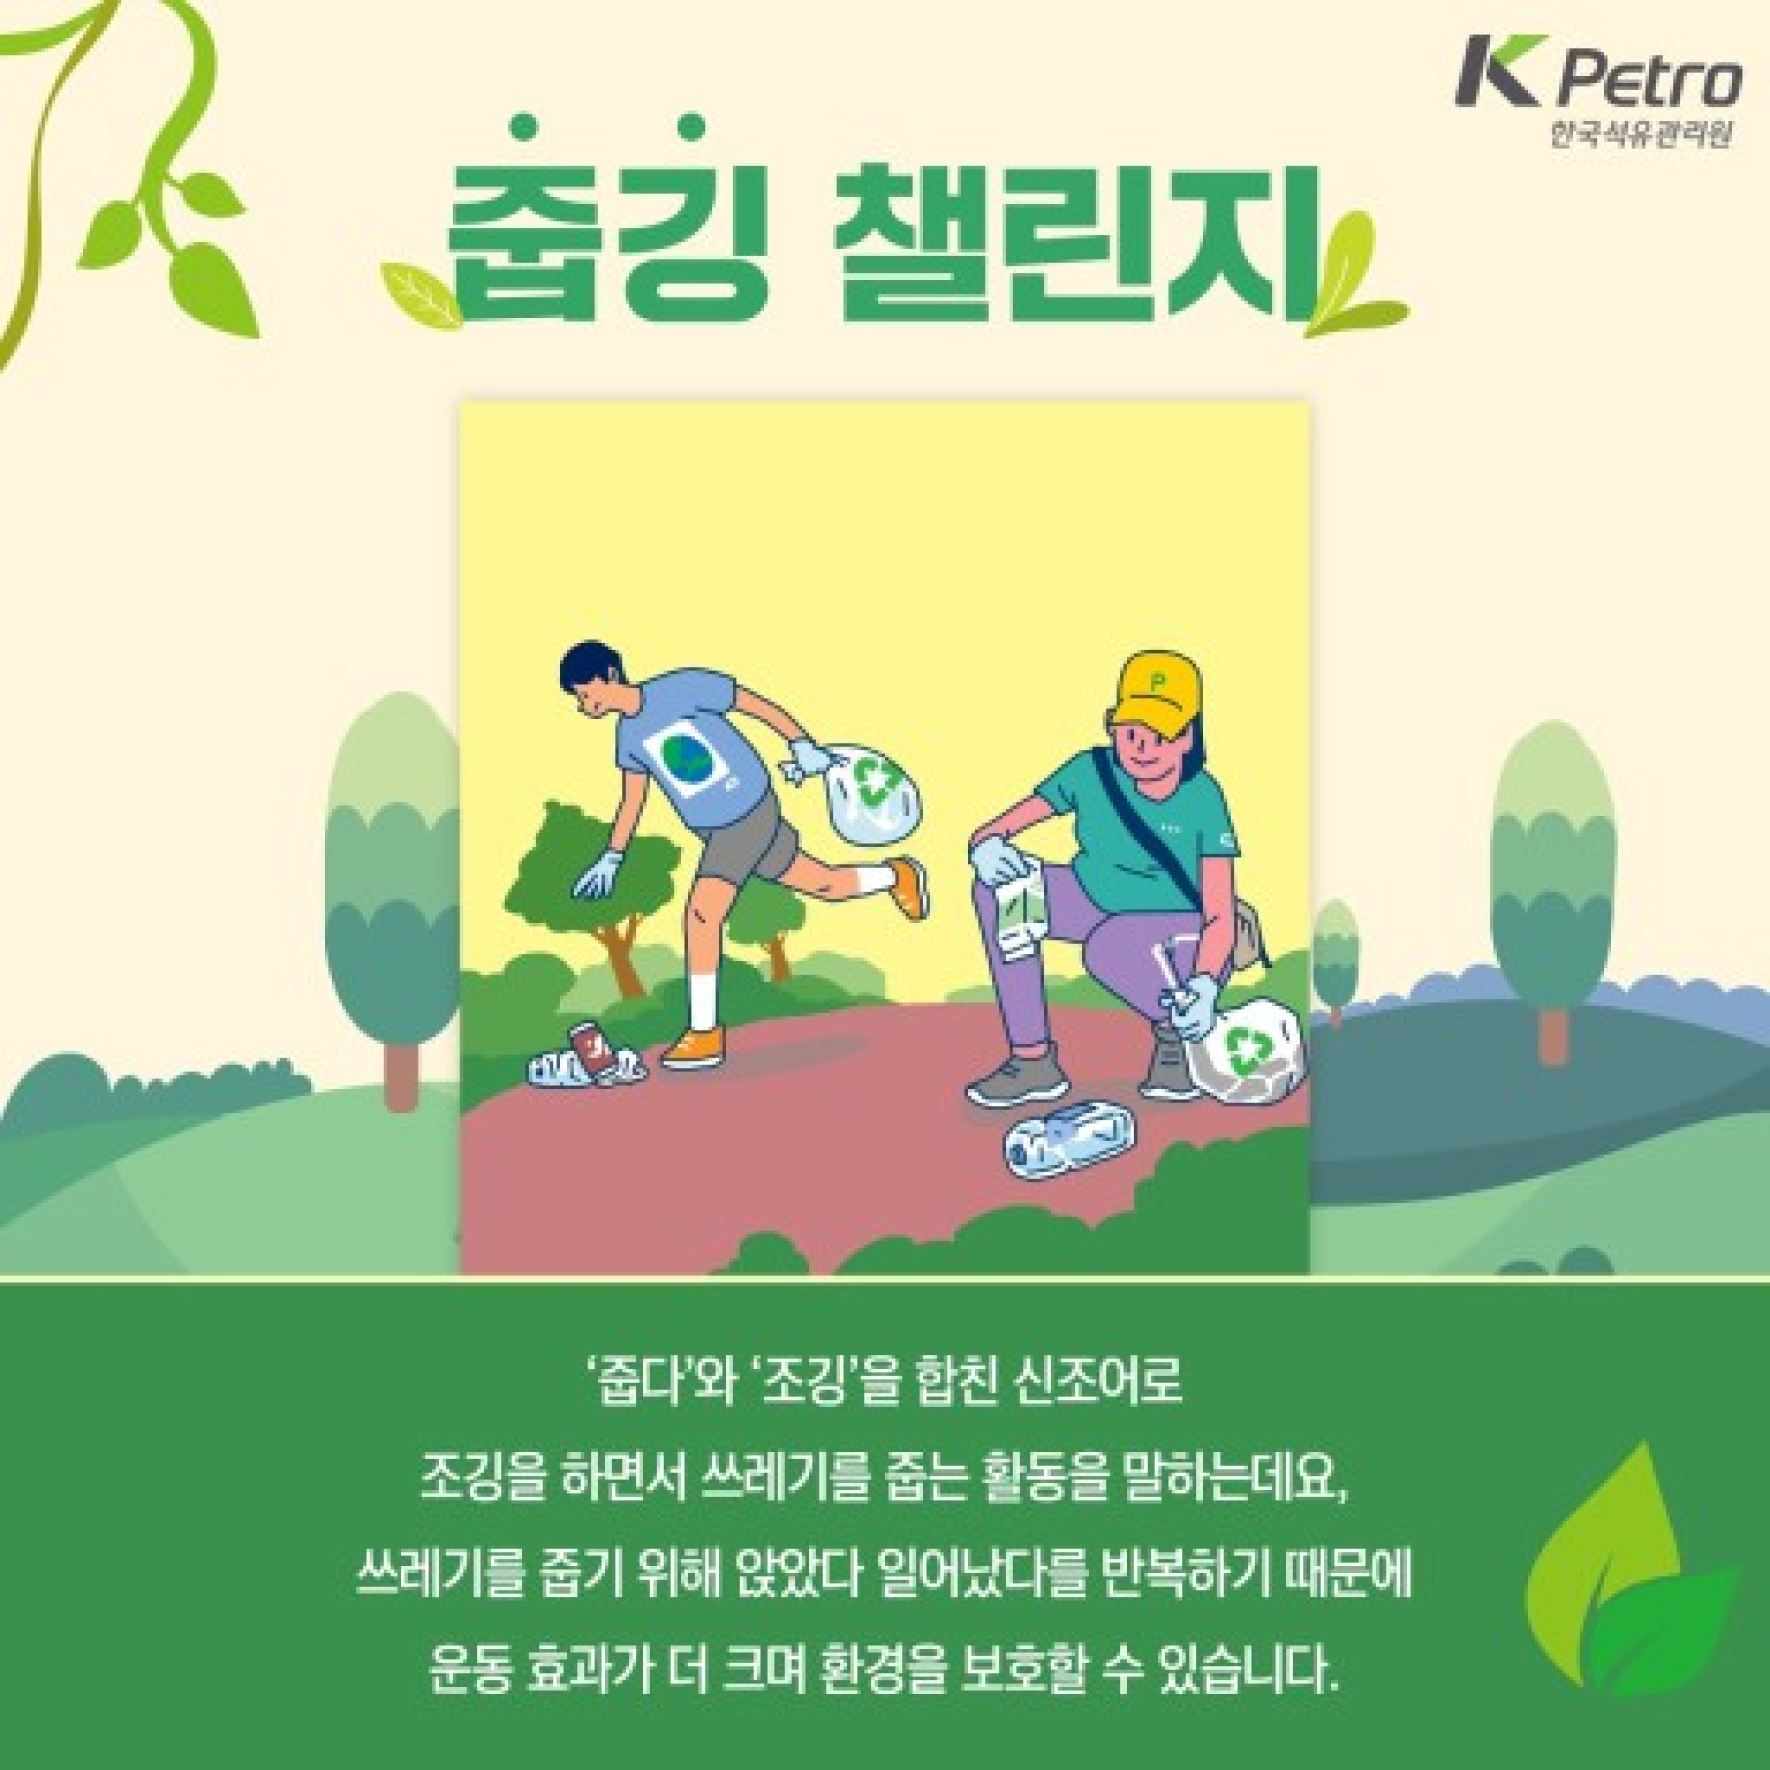 K Petro
한국석유관리원
줍깅 챌린지
P
‘줍다’와 ‘조깅’을 합친 신조어로
조깅을 하면서 쓰레기를 줍는 활동을 말하는데요,
쓰레기를 줍기 위해 앉았다 일어났다를 반복하기 때문에
운동 효과가 더 크며 환경을 보호할 수 있습니다.